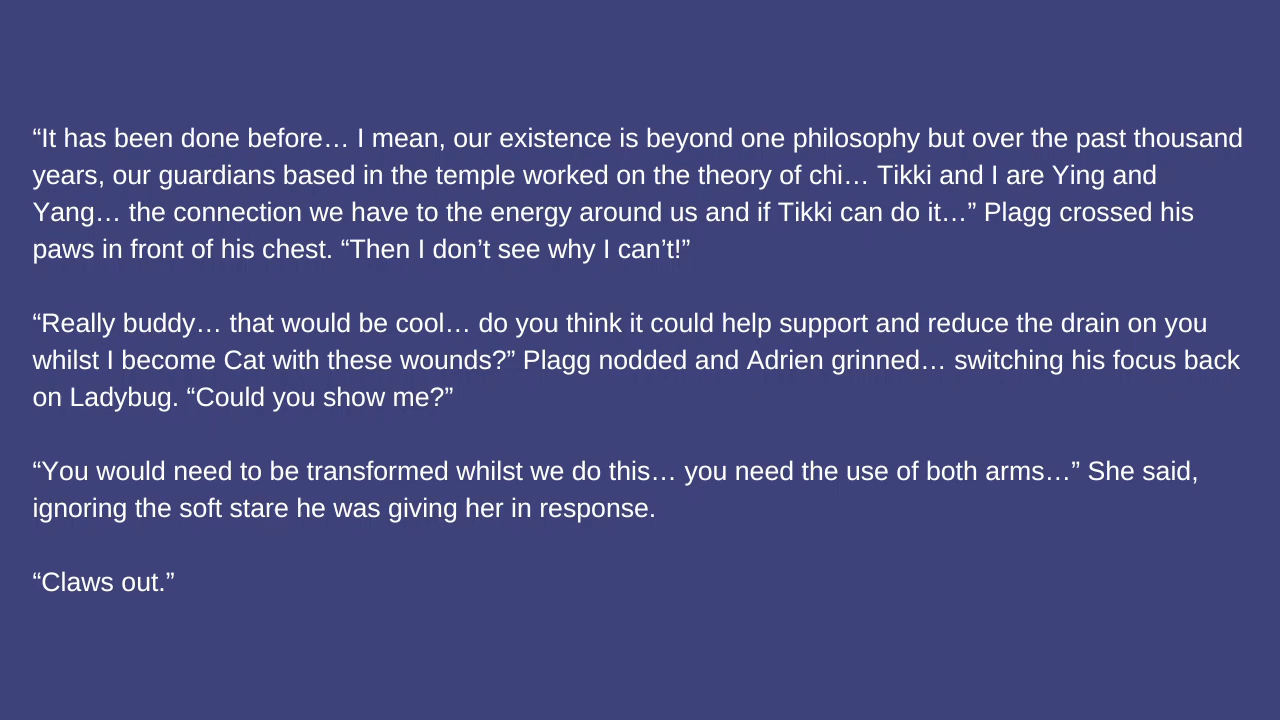 “It has been done before… I mean, our existence is beyond one philosophy but over the past thousand
years, our guardians based in the temple worked on the theory of chi… Tikki and I are Ying and
Yang… the connection we have to the energy around us and if Tikki can do it…” Plagg crossed his
paws in front of his chest. “Then I don’t see why I can’t!”
“Really buddy… that would be cool… do you think it could help support and reduce the drain on you
whilst I become Cat with these wounds?” Plagg nodded and Adrien grinned… switching his focus back
on Ladybug. “Could you show me?”
“You would need to be transformed whilst we do this… you need the use of both arms…” She said,
ignoring the soft stare he was giving her in response.
“Claws out.”